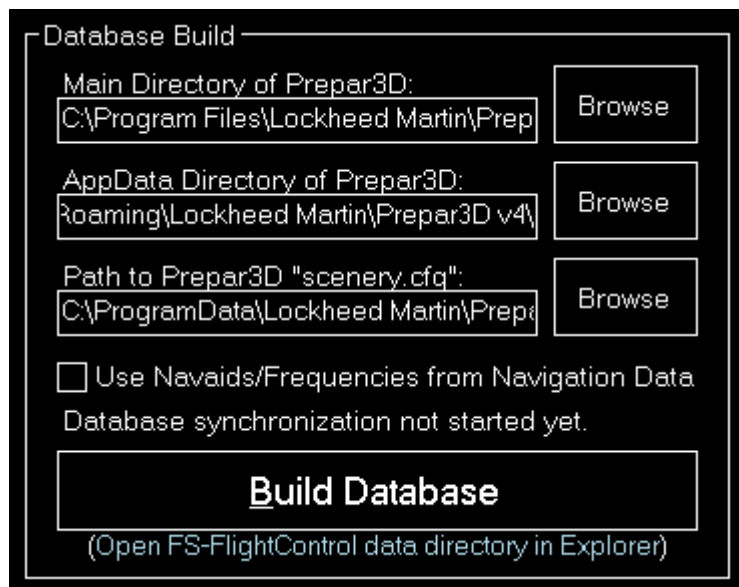 Database Build
Main Directory of Prepar3D:
C:\Program Files\Lockheed Martin\Prep
Browse
AppData Directory of Prepar3D:
Roaming\Lockheed Martin\Prepar3D v4\
Browse
Path to Prepar3D "scenery.cfg":
C:\ProgramData\Lockheed Martin\Prepa
Browse
Use Navaids/Frequencies from Navigation Data
Database synchronization not started yet.
Build Database
(Open FS-FlightControl data directory in Explorer)